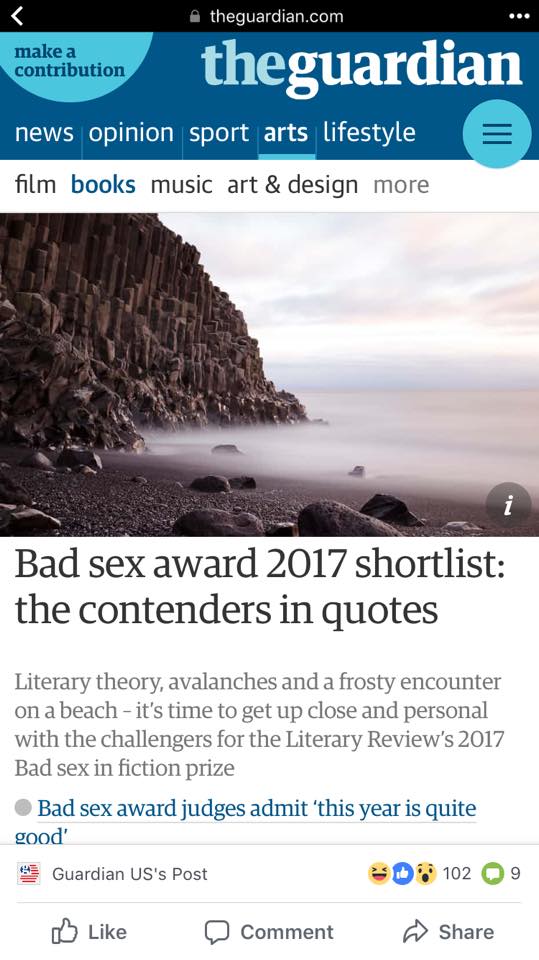 theguardian.com
make a
contribution
theguardian
news opinion sport arts lifestyle
film books music art & design more
i
Bad sex award 2017 shortlist:
the contenders in quotes
Literary theory, avalanches and a frosty encounter
on a beach – it’s time to get up close and personal
with the challengers for the Literary Review’s 2017
Bad sex in fiction prize
Bad sex award judges admit ‘this year is quite
good’
Guardian US's Post 102 9
Like Comment Share